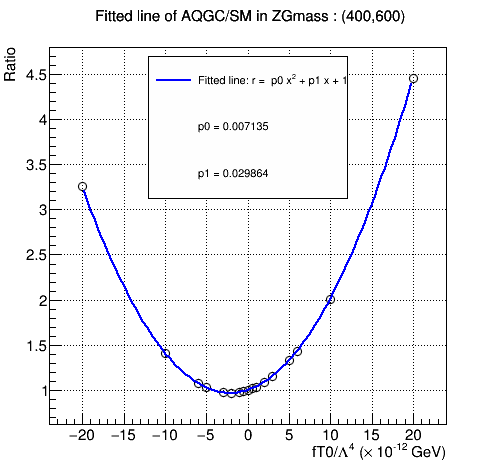 Fitted line of AQGC/SM in ZGmass : (400,600)
Ratio
Fitted line: r = p0 x² + p1 x + 1
p0 = 0.007135
p1 = 0.029864
4.5
4
3.5
3
2.5
2
1.5
1
−20 −15 −10 −5 0 5 10 15 20
fT0/Λ⁴ (× 10⁻¹² GeV)